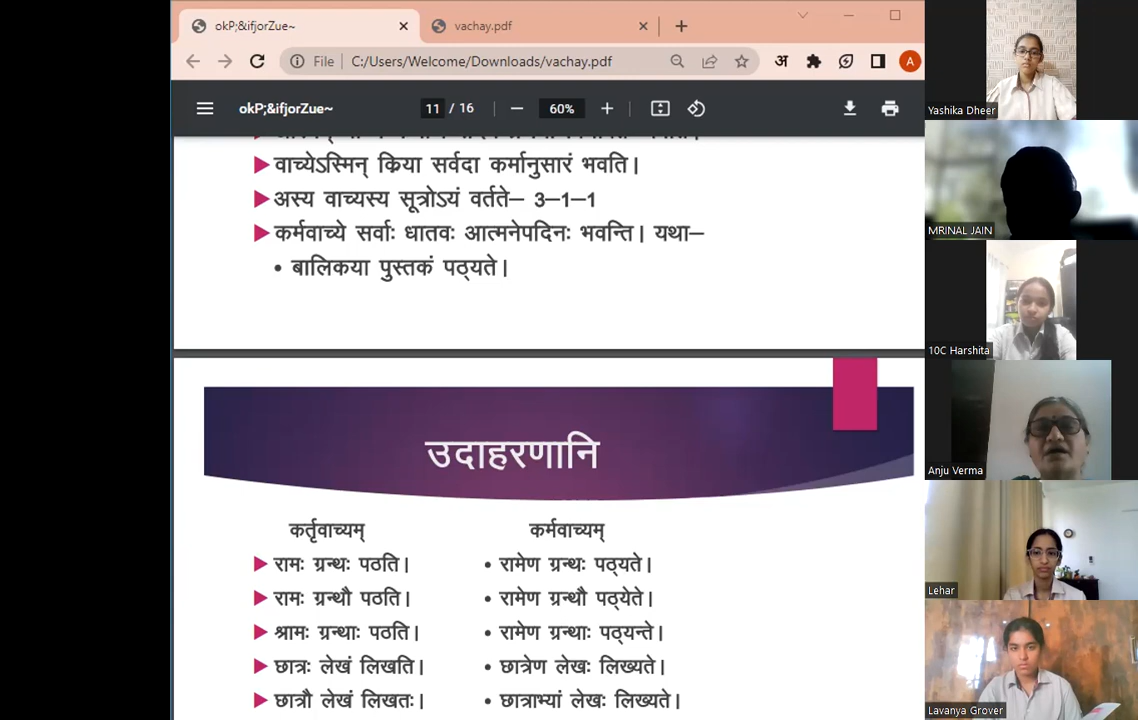 okP;&ifjorZue~
vachay.pdf
File C:/Users/Welcome/Downloads/vachay.pdf
अ
A
okP;&ifjorZue~ 11 / 16 60%
वाच्येऽस्मिन् क्रिया सर्वदा कर्मानुसारं भवति।
अस्य वाच्यस्य सूत्रोऽयं वर्तते– 3–1–1
कर्मवाच्ये सर्वाः धातवः आत्मनेपदिनः भवन्ति। यथा–
• बालिकया पुस्तकं पठ्यते।
उदाहरणानि
कर्तृवाच्यम् कर्मवाच्यम्
रामः ग्रन्थः पठति। • रामेण ग्रन्थः पठ्यते।
रामः ग्रन्थौ पठति। • रामेण ग्रन्थौ पठ्येते।
श्रामः ग्रन्थाः पठति। • रामेण ग्रन्थाः पठ्यन्ते।
छात्रः लेखं लिखति। • छात्रेण लेखः लिख्यते।
छात्रौ लेखं लिखतः। • छात्राभ्यां लेखः लिख्यते।
Yashika Dheer
MRINAL JAIN
10C Harshita
Anju Verma
Lehar
Lavanya Grover